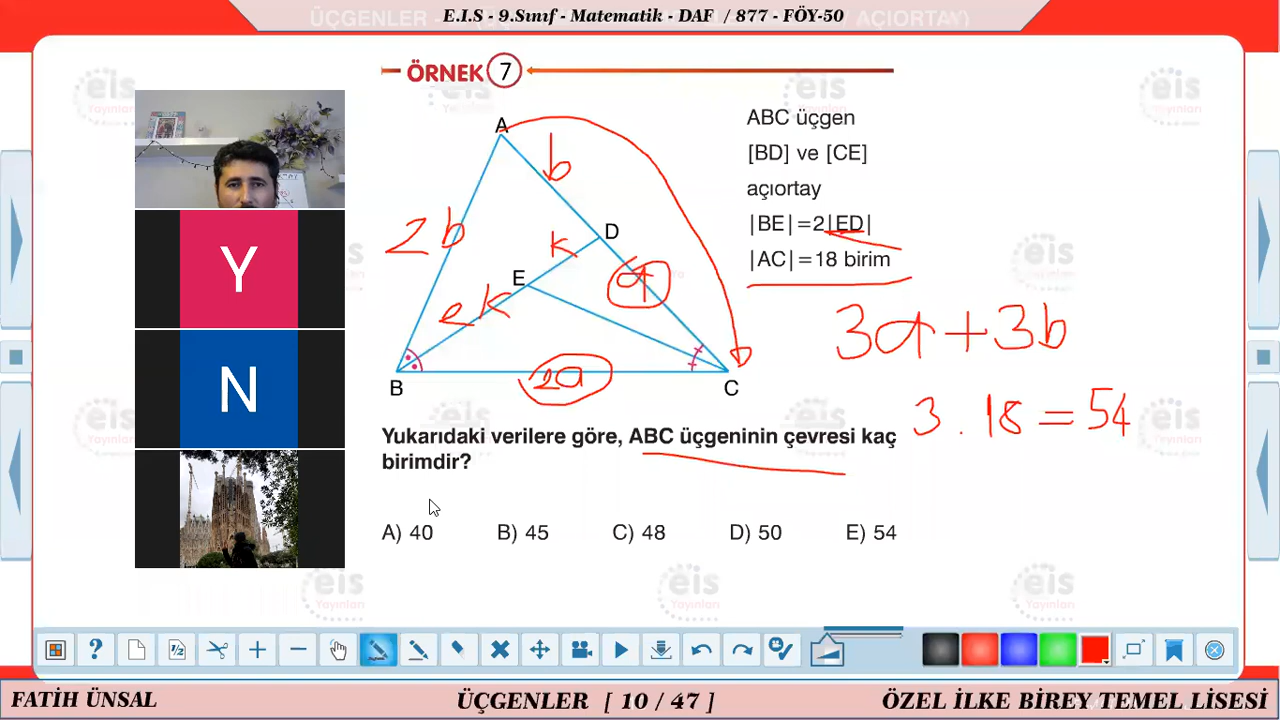 ÜÇGENLER - AÇIORTAY)
E.I.S - 9.Sınıf - Matematik - DAF / 877 - FÖY-50
ÖRNEK 7
ABC üçgen
[BD] ve [CE]
açıortay
|BE|=2|ED|
|AC|=18 birim
A
b
2b
D
k
E
a
2k
b
B
2a
C
3a+3b
3 . 18 = 54
Yukarıdaki verilere göre, ABC üçgeninin çevresi kaç
birimdir?
A) 40 B) 45 C) 48 D) 50 E) 54
Y
N
eis
Yayınları
FATİH ÜNSAL ÜÇGENLER [ 10 / 47 ] ÖZEL İLKE BİREY TEMEL LİSESİ